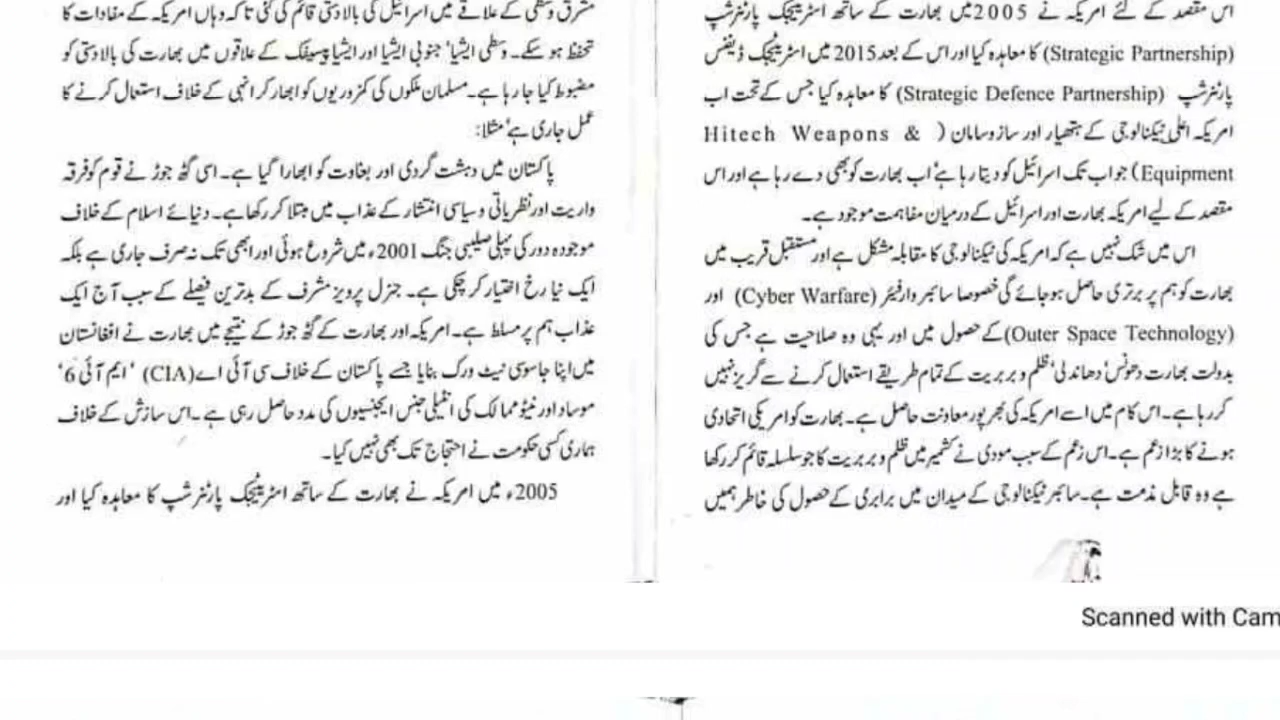 اس مقصد کے لئے امریکہ نے 2005میں بھارت کے ساتھ اسٹریٹیجک پارٹنرشپ
(Strategic Partnership) کا معاہدہ کیا اور اس کے بعد 2015 میں اسٹریٹیجک ڈیفنس
پارٹنرشپ (Strategic Defence Partnership) کا معاہدہ کیا جس کے تحت اب
امریکہ اعلیٰ ٹیکنالوجی کے ہتھیار اور ساز و سامان ( Hitech Weapons &
Equipment) جو اب تک اسرائیل کو دیتا رہا ہے' اب بھارت کو بھی دے رہا ہے اور اس
مقصد کے لیے امریکہ بھارت اور اسرائیل کے درمیان مفاہمت موجود ہے۔
اس میں شک نہیں ہے کہ امریکہ کی ٹیکنالوجی کا مقابلہ مشکل ہے اور مستقبل قریب میں
بھارت کو ہم پر برتری حاصل ہو جائے گی خصوصا سائبر وارفیئر (Cyber Warfare) اور
(Outer Space Technology)کے حصول میں اور یہی وہ صلاحیت ہے جس کی
بدولت بھارت دھونس' دھاندلی' ظلم و بربریت کے تمام طریقے استعمال کرنے سے گریز نہیں
کر رہا ہے۔ اس کام میں اسے امریکہ کی بھرپور معاونت حاصل ہے۔ بھارت کو امریکی اتحادی
ہونے کا بڑا زعم ہے۔ اس زعم کے سبب مودی نے کشمیر میں ظلم و بربریت کا جو سلسلہ قائم کر رکھا
ہے وہ قابل مذمت ہے۔ سائبر ٹیکنالوجی کے میدان میں برابری کے حصول کی خاطر ہمیں
مشرق وسطی کے علاقے میں اسرائیل کی بالادستی قائم کی گئی تاکہ وہاں امریکہ کے مفادات کا
تحفظ ہو سکے۔ وسطی ایشیا' جنوبی ایشیا اور ایشیا پیسیفک کے علاقوں میں بھارت کی بالادستی کو
مضبوط کیا جا رہا ہے۔ مسلمان ملکوں کی کمزوریوں کو ابھار کر انہی کے خلاف استعمال کرنے کا
عمل جاری ہے' مثلا:
پاکستان میں دہشت گردی اور بغاوت کو ابھارا گیا ہے۔ اسی گٹھ جوڑ نے قوم کو فرقہ
واریت اور نظریاتی و سیاسی انتشار کے عذاب میں مبتلا کر رکھا ہے۔ دنیائے اسلام کے خلاف
موجودہ دور کی پہلی صلیبی جنگ 2001ء میں شروع ہوئی اور ابھی تک نہ صرف جاری ہے بلکہ
ایک نیا رخ اختیار کر چکی ہے۔ جنرل پرویز مشرف کے بدترین فیصلے کے سبب آج ایک
عذاب ہم پر مسلط ہے۔ امریکہ اور بھارت کے گٹھ جوڑ کے نتیجے میں بھارت نے افغانستان
میں اپنا جاسوسی نیٹ ورک بنایا جسے پاکستان کے خلاف سی آئی اے(CIA) ' ایم آئی 6'
موساد اور نیٹو ممالک کی انٹیلی جنس ایجنسیوں کی مدد حاصل رہی ہے۔ اس سازش کے خلاف
ہماری کسی حکومت نے احتجاج تک بھی نہیں کیا۔
2005ء میں امریکہ نے بھارت کے ساتھ اسٹریٹیجک پارٹنر شپ کا معاہدہ کیا اور
Scanned with Cam